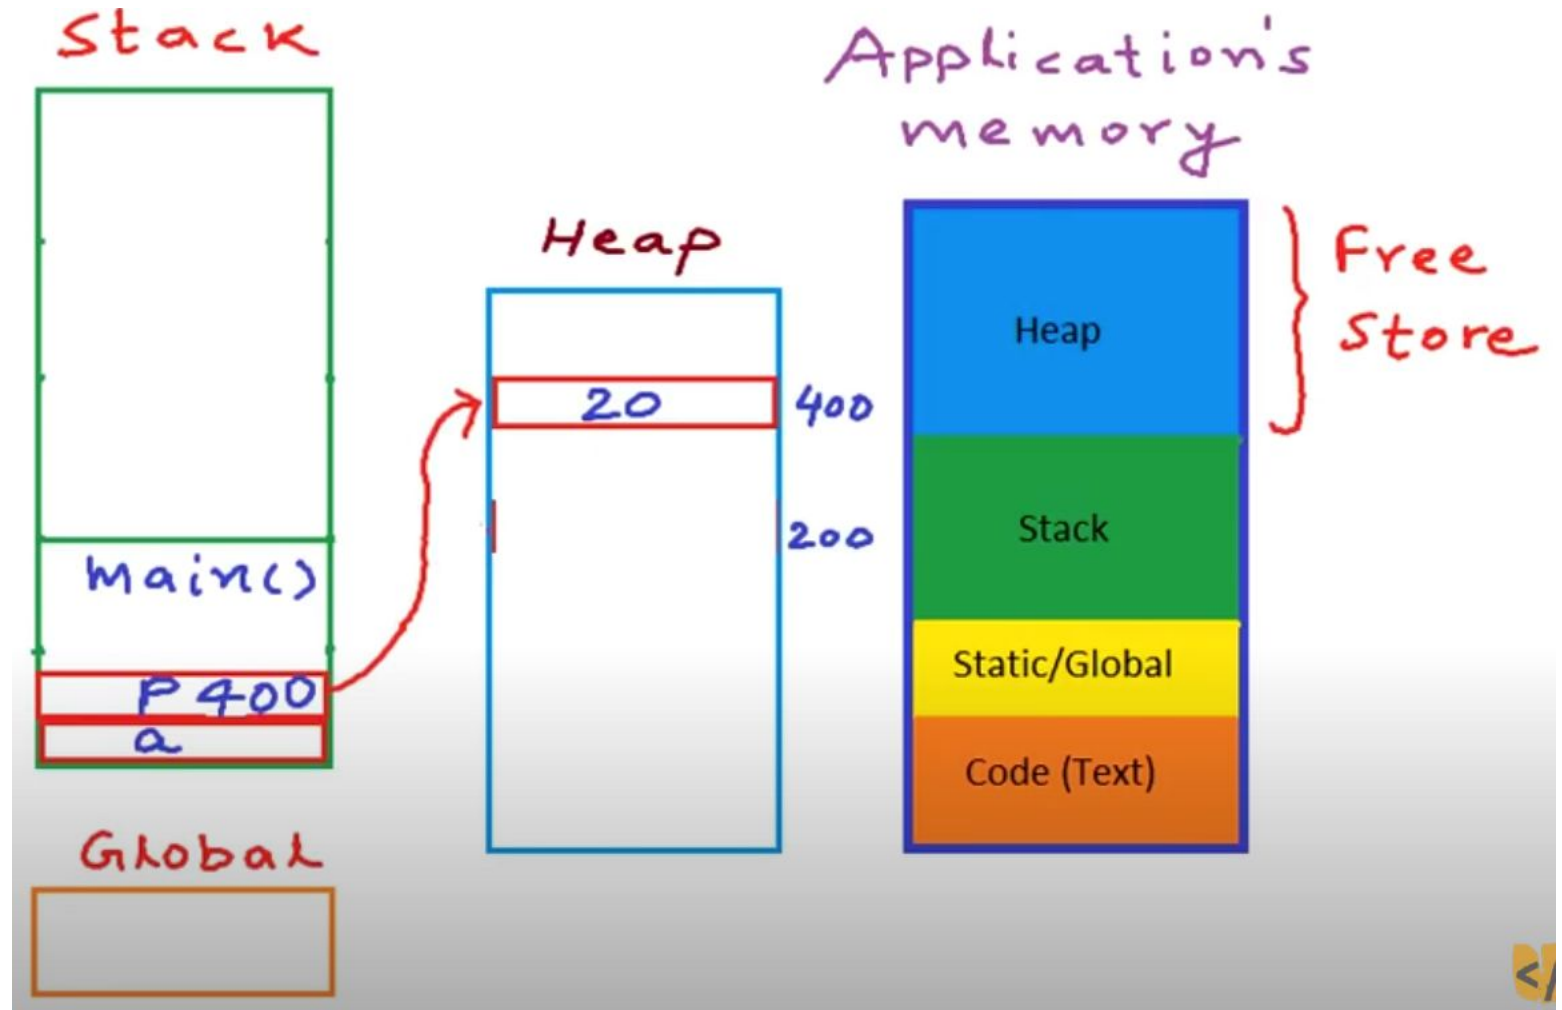 Stack
main()
P 400
a
Global
Heap
20
400
200
Application's
memory
Heap
Stack
Static/Global
Code (Text)
Free
Store